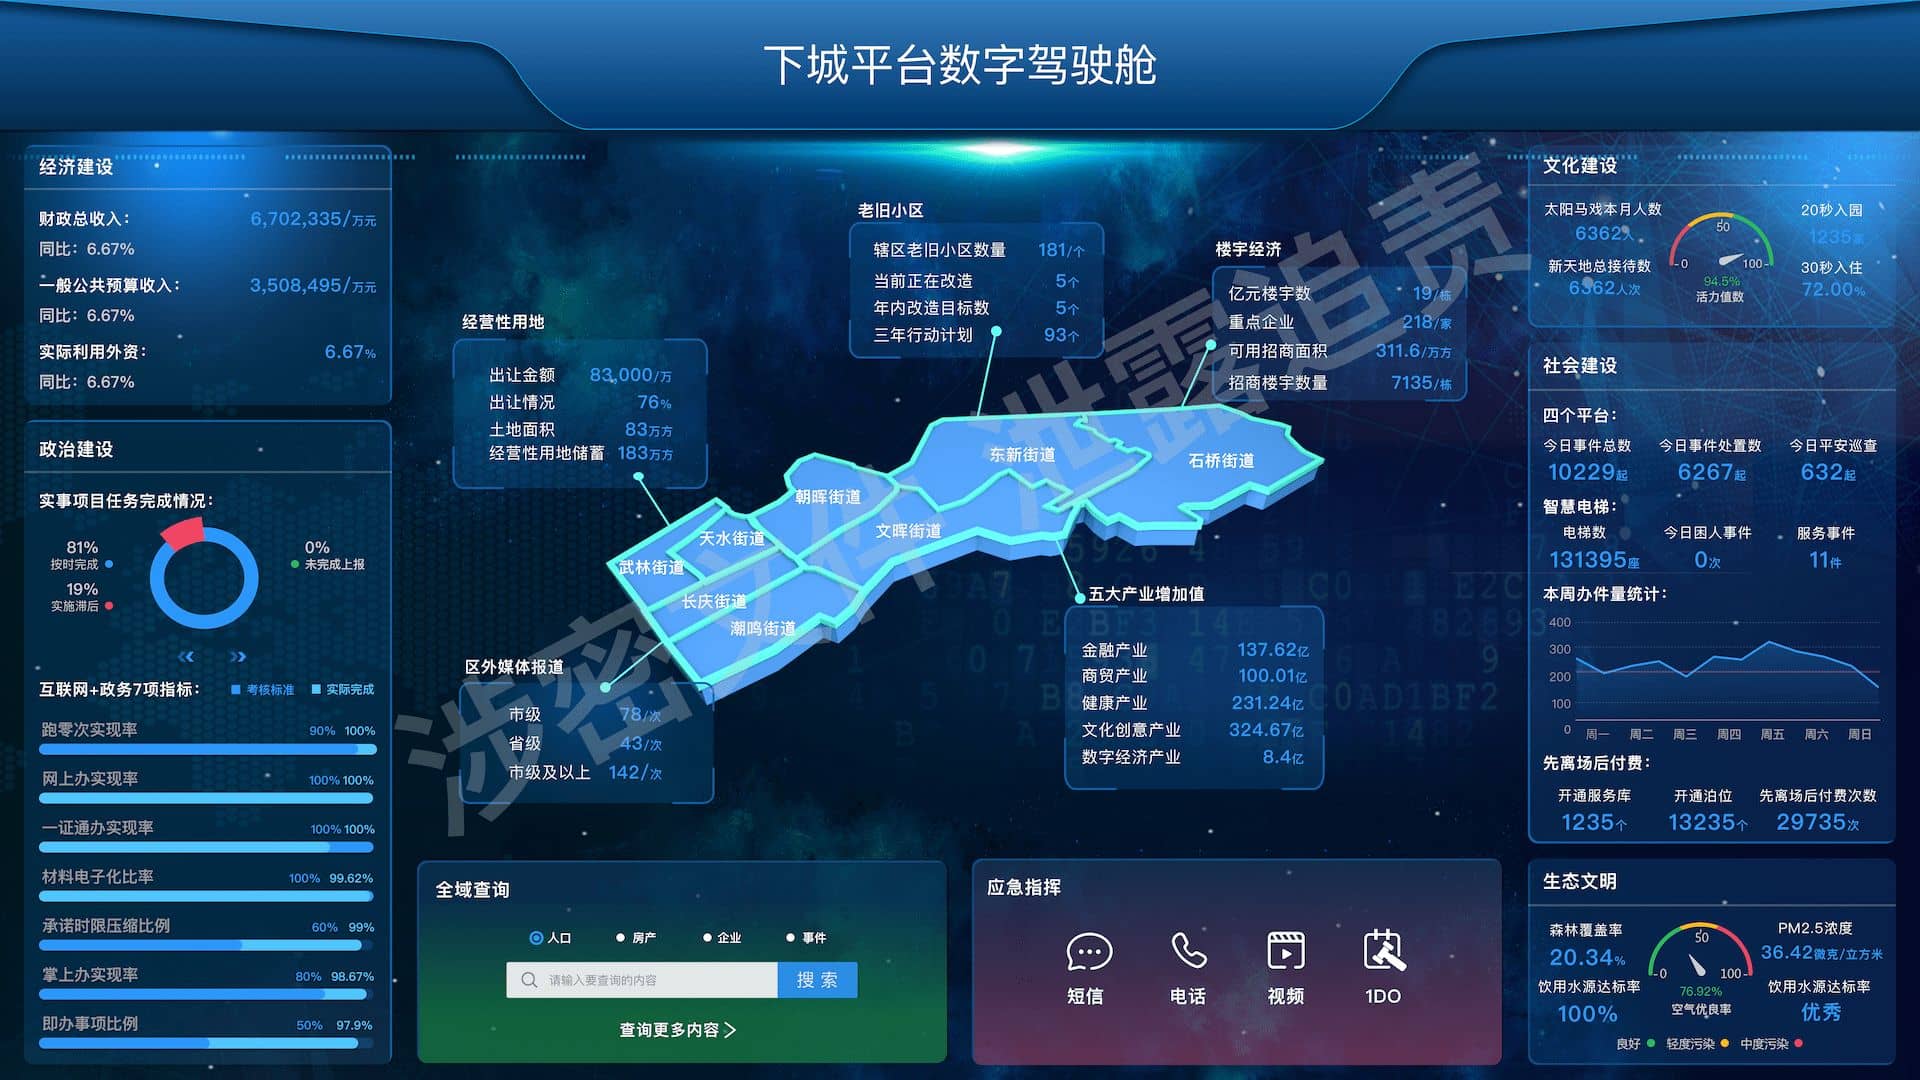 下城平台数字驾驶舱
经济建设
财政总收入: 6,702,335/万元
同比: 6.67%
一般公共预算收入: 3,508,495/万元
同比: 6.67%
实际利用外资: 6.67%
同比: 6.67%
政治建设
实事项目任务完成情况:
81%
按时完成
19%
实施滞后
0%
未完成上报
互联网+政务7项指标: 考核标准 实际完成
跑零次实现率 90% 100%
网上办实现率 100% 100%
一证通办实现率 100% 100%
材料电子化比率 100% 99.62%
承诺时限压缩比例 60% 99%
掌上办实现率 80% 98.67%
即办事项比例 50% 97.9%
经营性用地
出让金额 83,000/万
出让情况 76%
土地面积 83万方
经营性用地储蓄 183万方
老旧小区
辖区老旧小区数量 181/个
当前正在改造 5个
年内改造目标数 5个
三年行动计划 93个
楼宇经济
亿元楼宇数 19/栋
重点企业 218/家
可用招商面积 311.6/万方
招商楼宇数量 7135/栋
东新街道
石桥街道
朝晖街道
文晖街道
天水街道
武林街道
长庆街道
潮鸣街道
区外媒体报道
市级 78/次
省级 43/次
市级及以上 142/次
五大产业增加值
金融产业 137.62亿
商贸产业 100.01亿
健康产业 231.24亿
文化创意产业 324.67亿
数字经济产业 8.4亿
涉密文件 泄露追责
全域查询
人口 房产 企业 事件
请输入要查询的内容 搜索
查询更多内容
应急指挥
短信 电话 视频 1DO
文化建设
太阳马戏本月人数
6362人
新天地总接待数
6362人次
0 50 100
94.5%
活力值数
20秒入园
1235家
30秒入住
72.00%
社会建设
四个平台:
今日事件总数 今日事件处置数 今日平安巡查
10229起 6267起 632起
智慧电梯:
电梯数 今日困人事件 服务事件
131395座 0次 11件
本周办件量统计:
400
300
200
100
0
周一 周二 周三 周四 周五 周六 周日
先离场后付费:
开通服务库 开通泊位 先离场后付费次数
1235个 13235个 29735次
生态文明
森林覆盖率
20.34%
饮用水源达标率
100%
0 50 100
76.92%
空气优良率
PM2.5浓度
36.42微克/立方米
饮用水源达标率
优秀
良好 轻度污染 中度污染